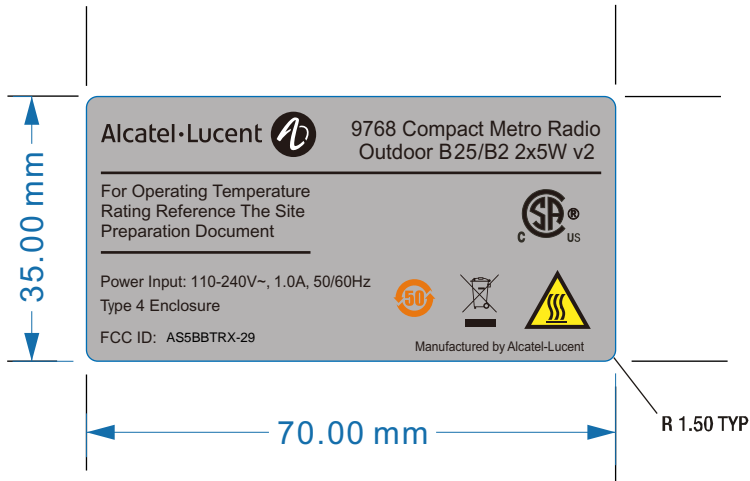 35.00 mm
Alcatel·Lucent
9768 Compact Metro Radio
Outdoor B25/B2 2x5W v2
For Operating Temperature
Rating Reference The Site
Preparation Document
SA ®
C US
Power Input: 110-240V~, 1.0A, 50/60Hz
Type 4 Enclosure
50
FCC ID: AS5BBTRX-29
Manufactured by Alcatel-Lucent
R 1.50 TYP
70.00 mm